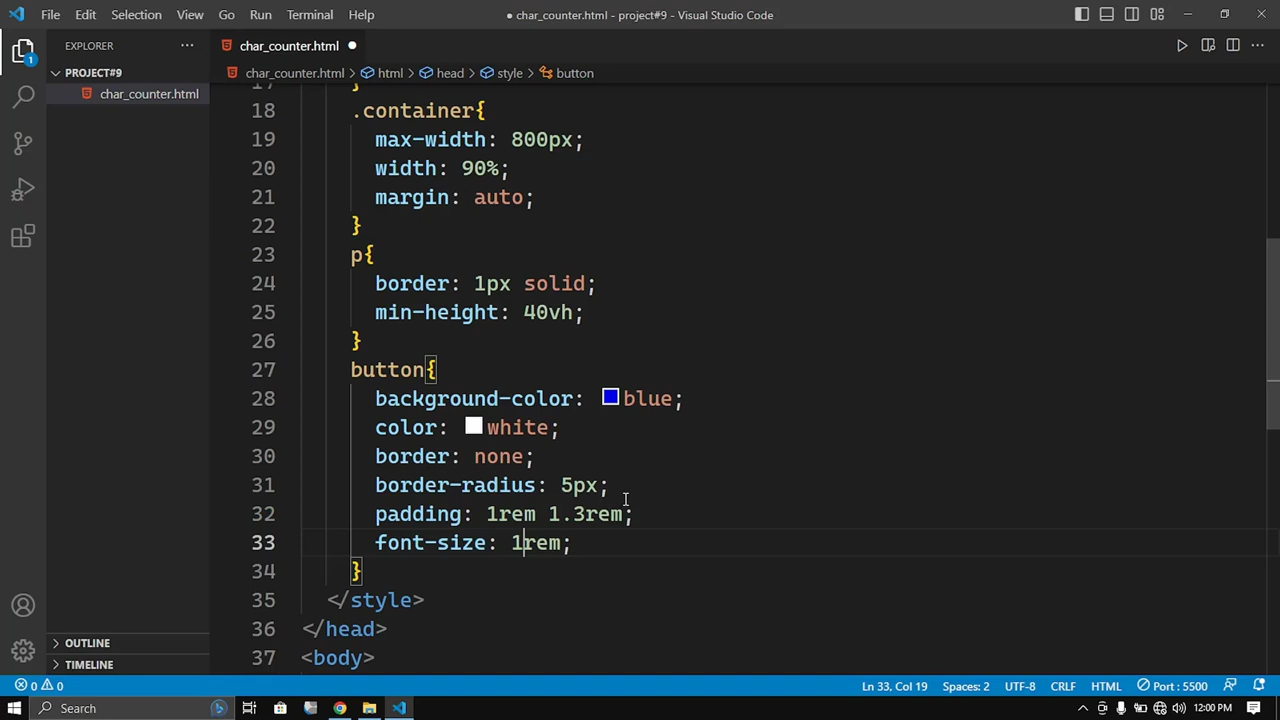 File Edit Selection View Go Run Terminal Help
● char_counter.html - project#9 - Visual Studio Code
EXPLORER
PROJECT#9
char_counter.html
OUTLINE
TIMELINE
1
char_counter.html
char_counter.html > html > head > style > button
17 }
18 .container{
19 max-width: 800px;
20 width: 90%;
21 margin: auto;
22 }
23 p{
24 border: 1px solid;
25 min-height: 40vh;
26 }
27 button{
28 background-color: blue;
29 color: white;
30 border: none;
31 border-radius: 5px;
32 padding: 1rem 1.3rem;
33 font-size: 1rem;
34 }
35 </style>
36 </head>
37 <body>
0 0
Ln 33, Col 19 Spaces: 2 UTF-8 CRLF HTML Port : 5500
Search
12:00 PM